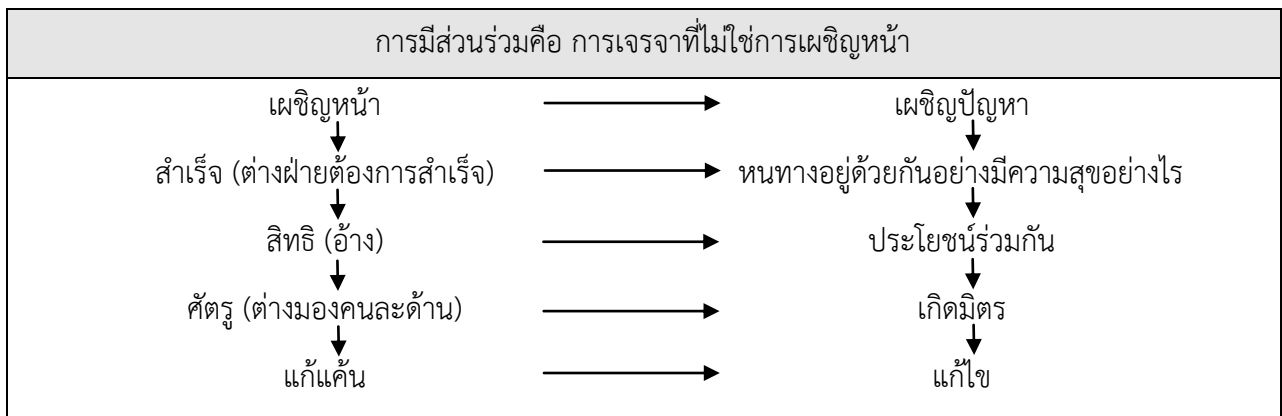 การมีส่วนร่วมคือ การเจรจาที่ไม่ใช่การเผชิญหน้า
เผชิญหน้า เผชิญปัญหา
สำเร็จ (ต่างฝ่ายต้องการสำเร็จ) หนทางอยู่ด้วยกันอย่างมีความสุขอย่างไร
สิทธิ (อ้าง) ประโยชน์ร่วมกัน
ศัตรู (ต่างมองคนละด้าน) เกิดมิตร
แก้แค้น แก้ไข